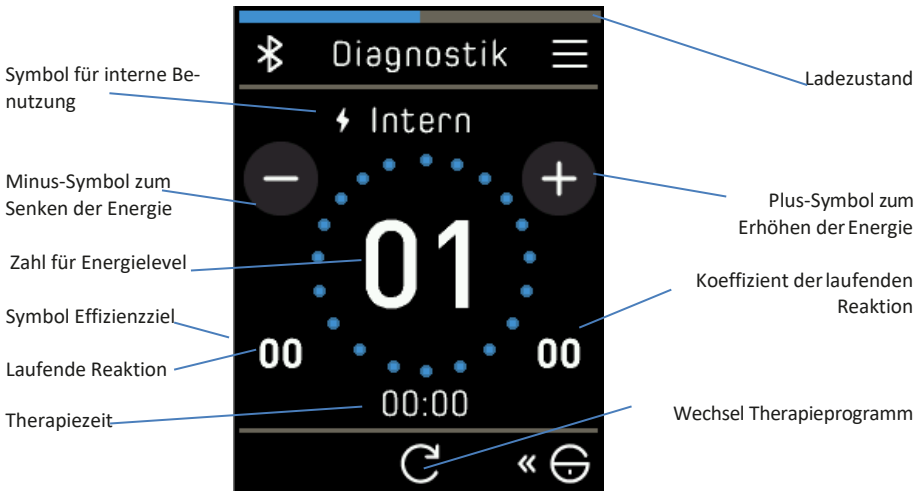 Diagnostik
Symbol für interne Be-
nutzung
Ladezustand
Intern
Minus-Symbol zum
Senken der Energie
Plus-Symbol zum
Erhöhen der Energie
01
Zahl für Energielevel
Koeffizient der laufenden
Reaktion
Symbol Effizienzziel
00
00
Laufende Reaktion
00:00
Therapiezeit
Wechsel Therapieprogramm
«